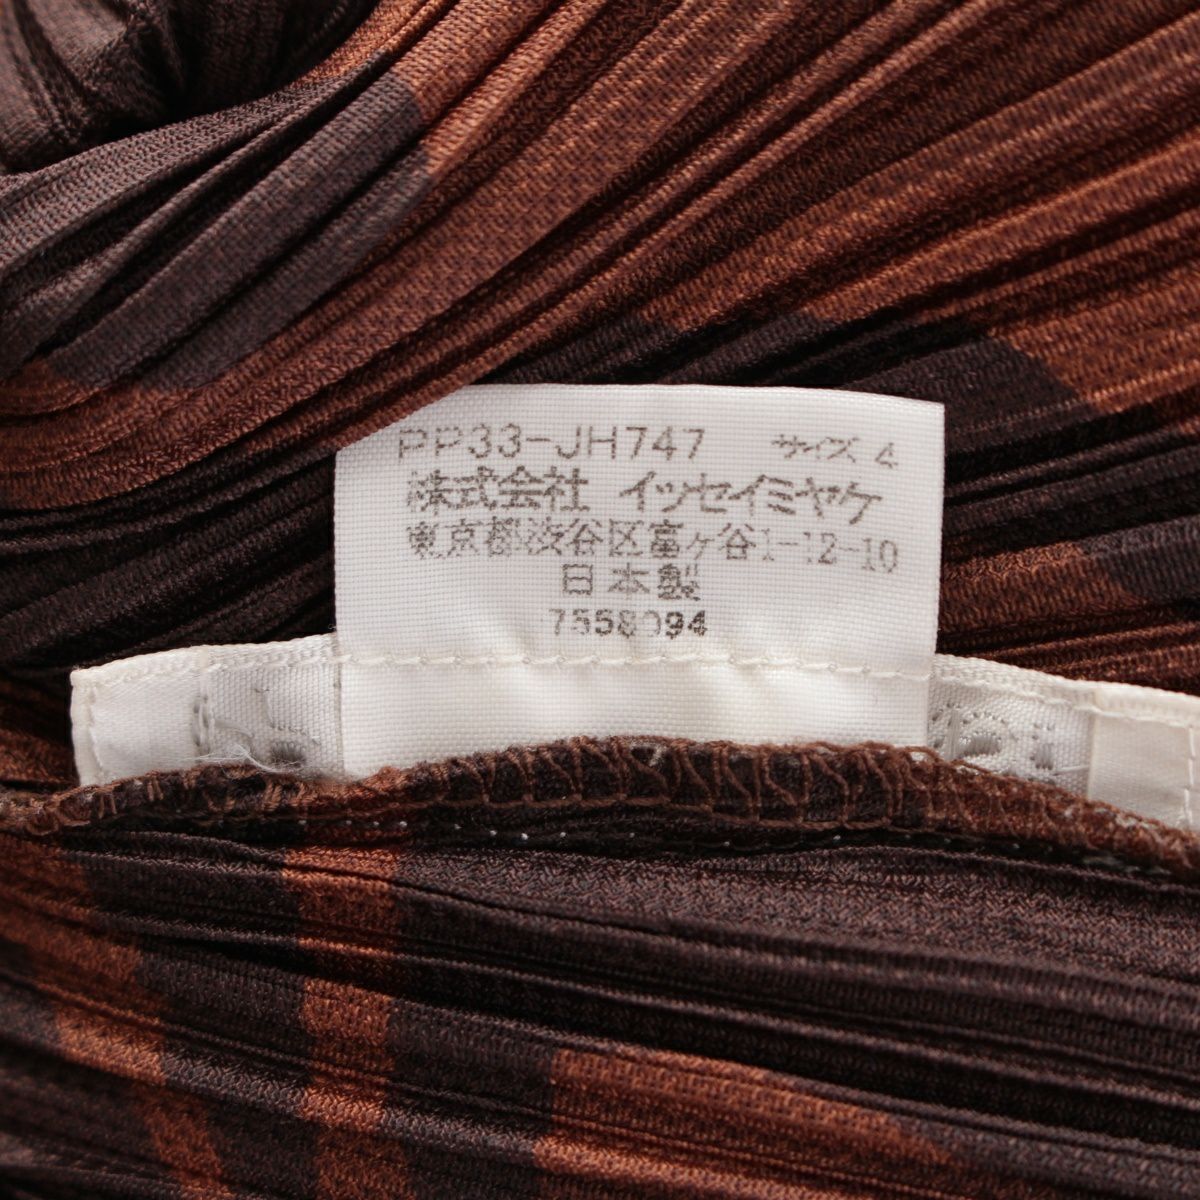 PP33-JH747 サイズ 4
株式会社 イッセイミヤケ
東京都渋谷区富ヶ谷1-12-10
日本製
7558094